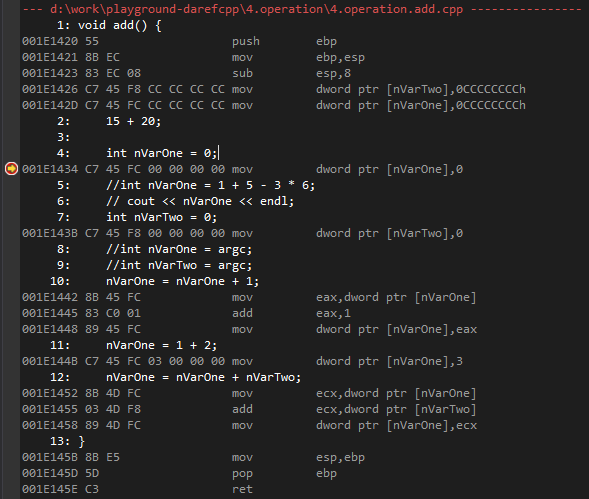 --- d:\work\playground-darefcpp\4.operation\4.operation.add.cpp ----------------
1: void add() {
001E1420 55 push ebp
001E1421 8B EC mov ebp,esp
001E1423 83 EC 08 sub esp,8
001E1426 C7 45 F8 CC CC CC CC mov dword ptr [nVarTwo],0CCCCCCCCh
001E142D C7 45 FC CC CC CC CC mov dword ptr [nVarOne],0CCCCCCCCh
2: 15 + 20;
3:
4: int nVarOne = 0;
001E1434 C7 45 FC 00 00 00 00 mov dword ptr [nVarOne],0
5: //int nVarOne = 1 + 5 - 3 * 6;
6: // cout << nVarOne << endl;
7: int nVarTwo = 0;
001E143B C7 45 F8 00 00 00 00 mov dword ptr [nVarTwo],0
8: //int nVarOne = argc;
9: //int nVarTwo = argc;
10: nVarOne = nVarOne + 1;
001E1442 8B 45 FC mov eax,dword ptr [nVarOne]
001E1445 83 C0 01 add eax,1
001E1448 89 45 FC mov dword ptr [nVarOne],eax
11: nVarOne = 1 + 2;
001E144B C7 45 FC 03 00 00 00 mov dword ptr [nVarOne],3
12: nVarOne = nVarOne + nVarTwo;
001E1452 8B 4D FC mov ecx,dword ptr [nVarOne]
001E1455 03 4D F8 add ecx,dword ptr [nVarTwo]
001E1458 89 4D FC mov dword ptr [nVarOne],ecx
13: }
001E145B 8B E5 mov esp,ebp
001E145D 5D pop ebp
001E145E C3 ret